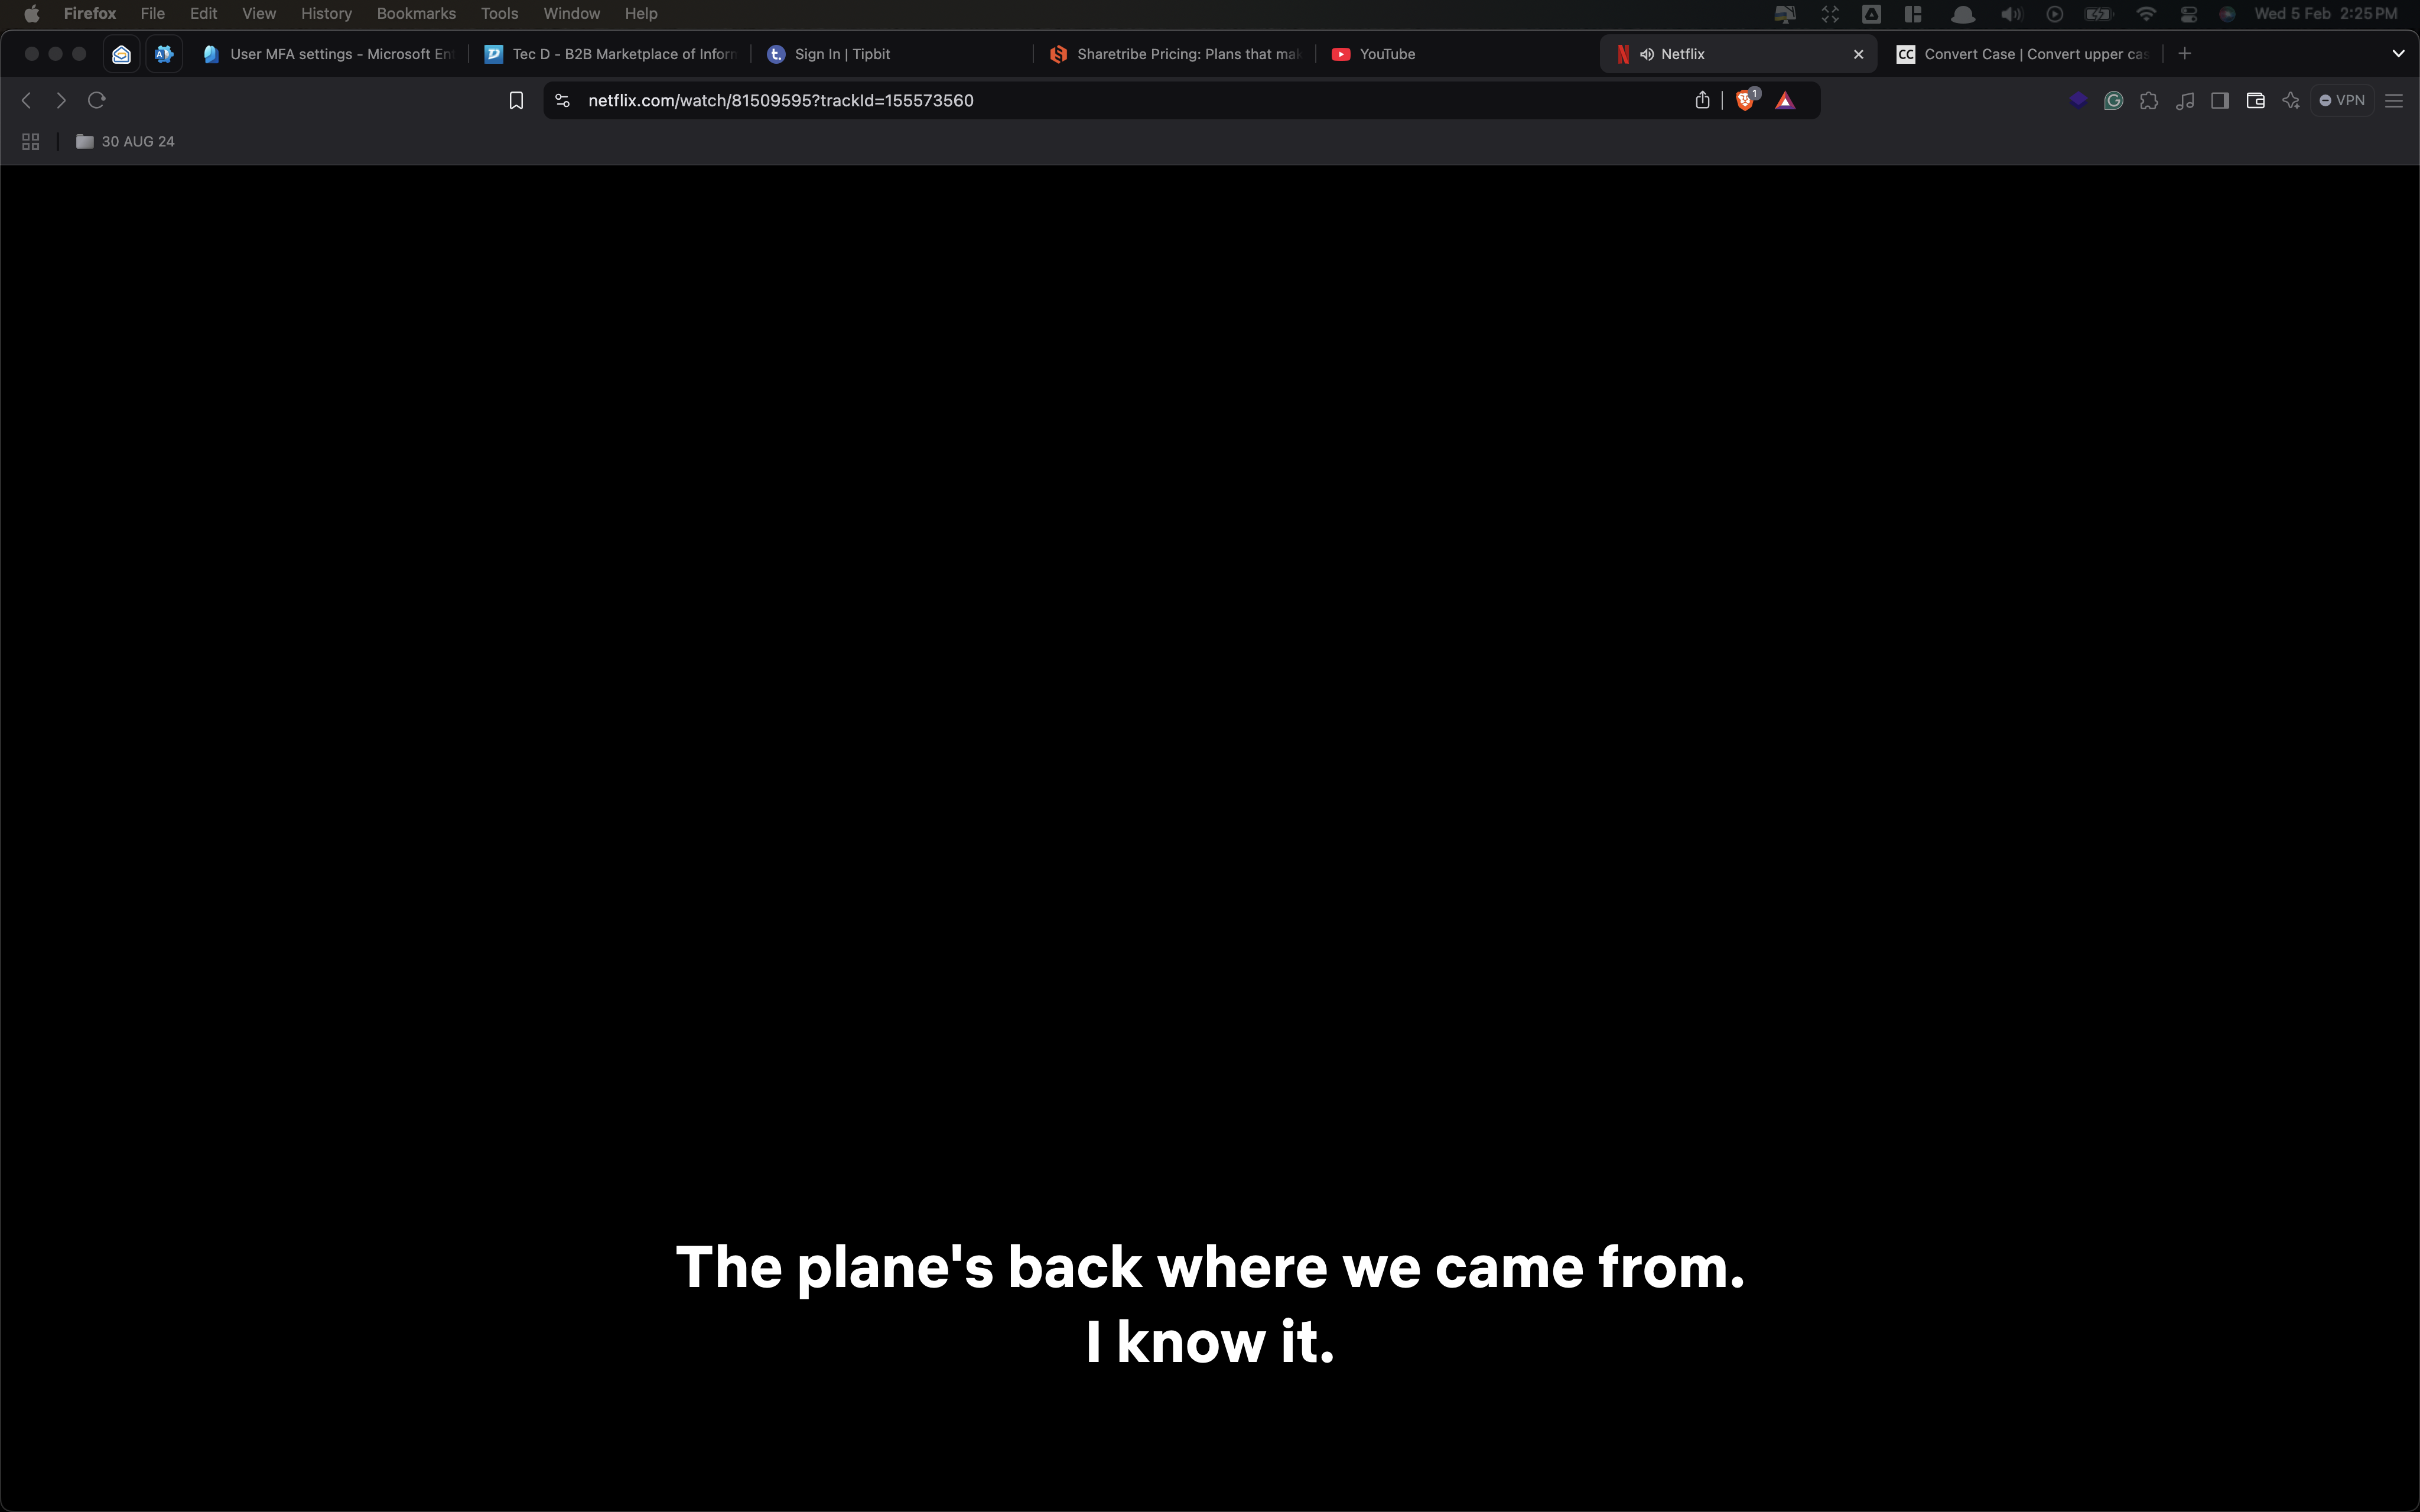 Firefox File Edit View History Bookmarks Tools Window Help Wed 5 Feb 2:25 PM
User MFA settings - Microsoft Ent Tec D - B2B Marketplace of Inform t. Sign In | Tipbit Sharetribe Pricing: Plans that mak YouTube Netflix CC Convert Case | Convert upper cas
netflix.com/watch/81509595?trackId=155573560 1 VPN
30 AUG 24
The plane's back where we came from.
I know it.